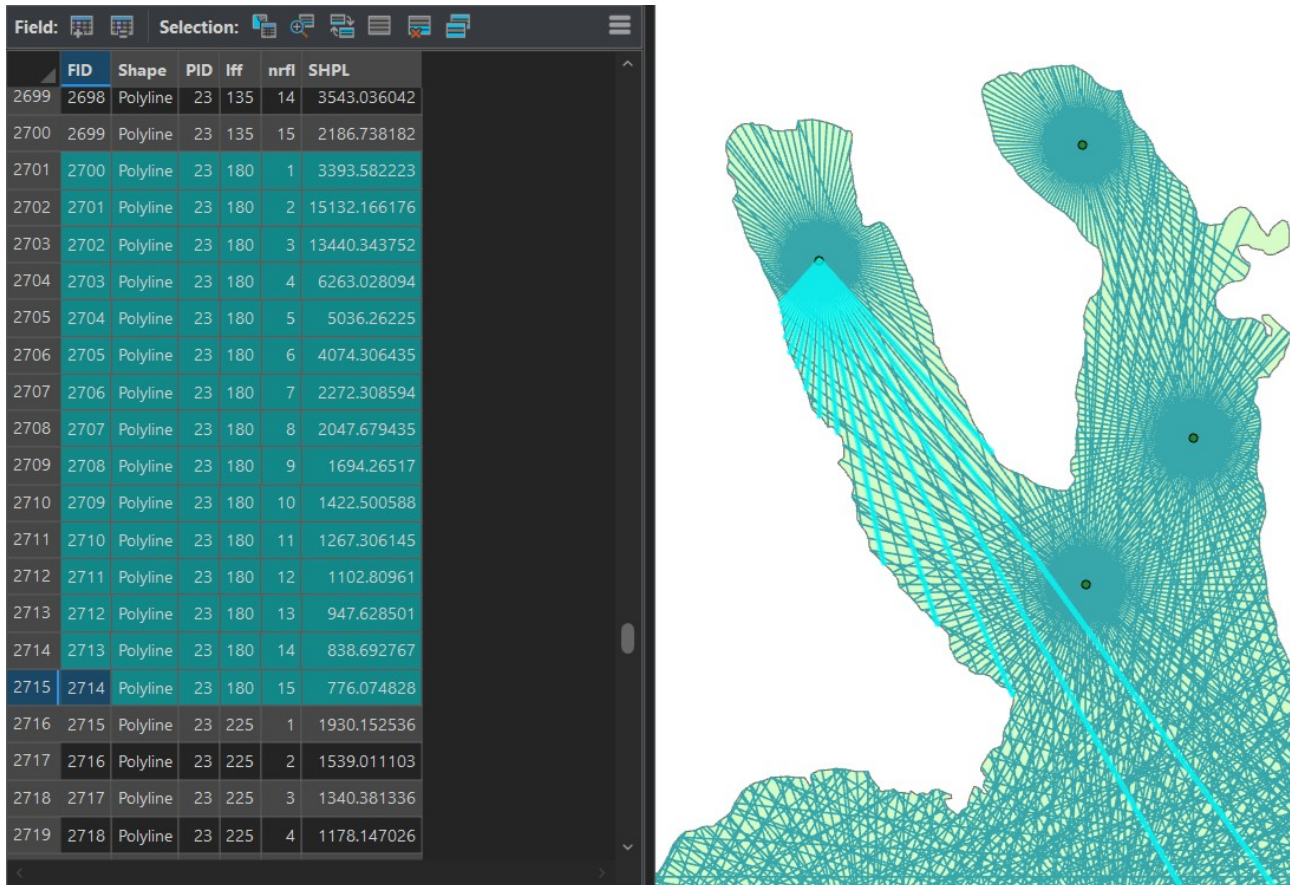 Field: Selection:
FID Shape PID lff nrfl SHPL
2699 2698 Polyline 23 135 14 3543.036042
2700 2699 Polyline 23 135 15 2186.738182
2701 2700 Polyline 23 180 1 3393.582223
2702 2701 Polyline 23 180 2 15132.166176
2703 2702 Polyline 23 180 3 13440.343752
2704 2703 Polyline 23 180 4 6263.028094
2705 2704 Polyline 23 180 5 5036.26225
2706 2705 Polyline 23 180 6 4074.306435
2707 2706 Polyline 23 180 7 2272.308594
2708 2707 Polyline 23 180 8 2047.679435
2709 2708 Polyline 23 180 9 1694.26517
2710 2709 Polyline 23 180 10 1422.500588
2711 2710 Polyline 23 180 11 1267.306145
2712 2711 Polyline 23 180 12 1102.80961
2713 2712 Polyline 23 180 13 947.628501
2714 2713 Polyline 23 180 14 838.692767
2715 2714 Polyline 23 180 15 776.074828
2716 2715 Polyline 23 225 1 1930.152536
2717 2716 Polyline 23 225 2 1539.011103
2718 2717 Polyline 23 225 3 1340.381336
2719 2718 Polyline 23 225 4 1178.147026